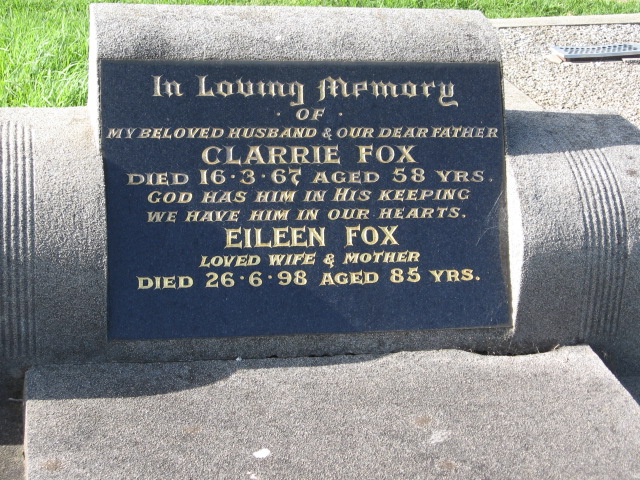 In Loving Memory
· OF ·
MY BELOVED HUSBAND & OUR DEAR FATHER
CLARRIE FOX
DIED 16·3·67 AGED 58 YRS.
GOD HAS HIM IN HIS KEEPING
WE HAVE HIM IN OUR HEARTS.
EILEEN FOX
LOVED WIFE & MOTHER
DIED 26·6·98 AGED 85 YRS.